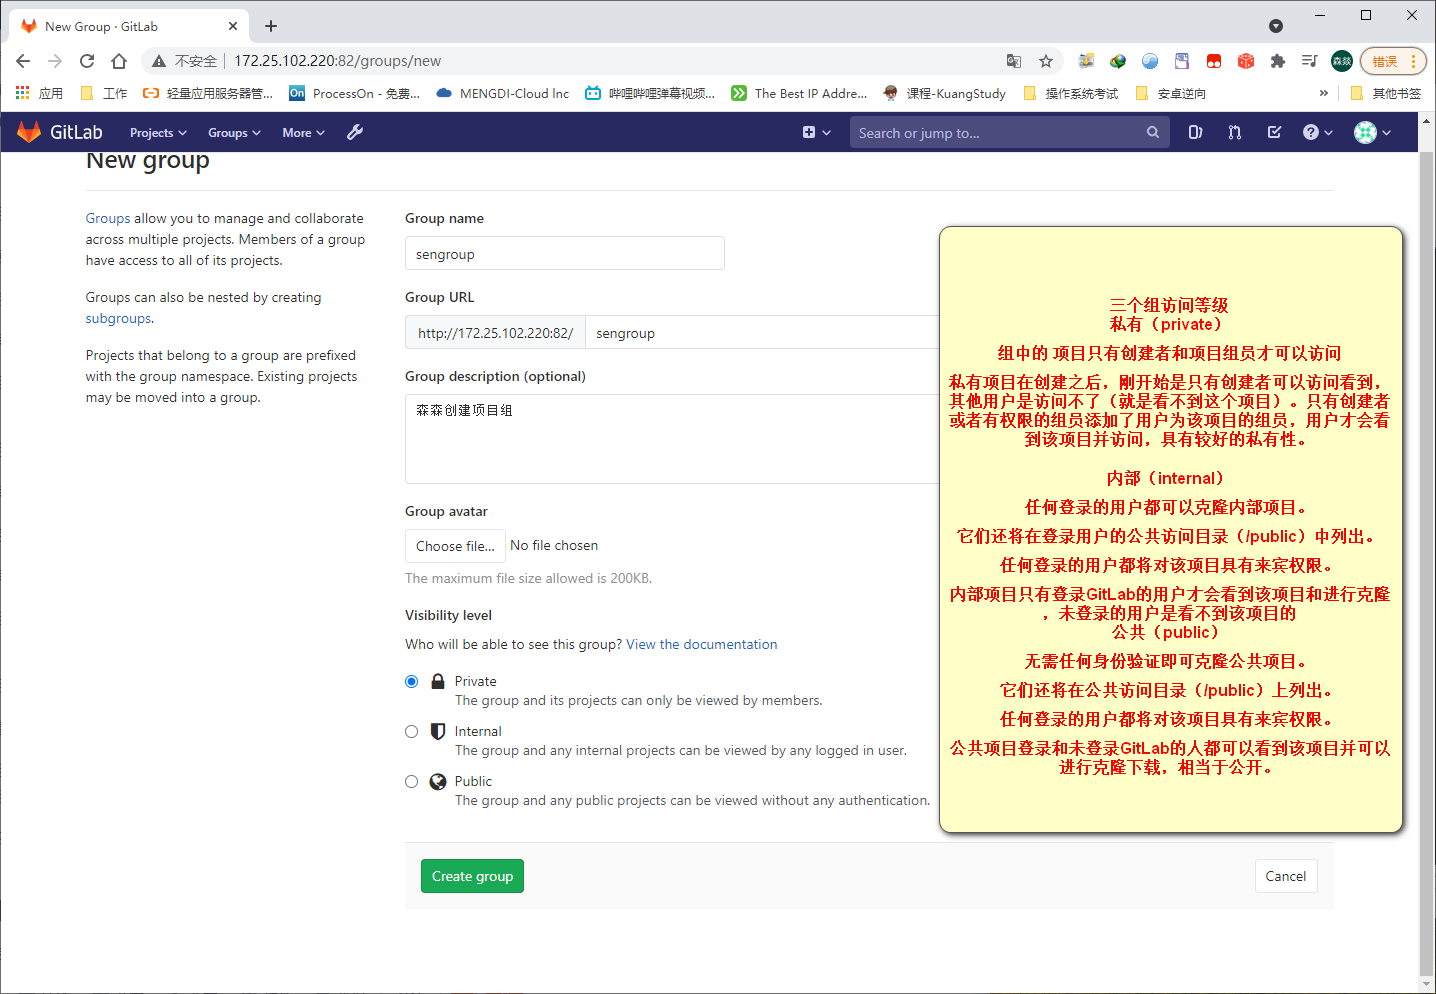 New Group · GitLab
不安全
172.25.102.220:82/groups/new
森燚
错误
应用
工作
轻量应用服务器管...
On
ProcessOn - 免费...
MENGDI-Cloud Inc
哔哩哔哩弹幕视频...
The Best IP Addre...
课程-KuangStudy
操作系统考试
安卓逆向
»
其他书签
GitLab
Projects
Groups
More
Search or jump to...
New group
Groups allow you to manage and collaborate
across multiple projects. Members of a group
have access to all of its projects.
Groups can also be nested by creating
subgroups.
Projects that belong to a group are prefixed
with the group namespace. Existing projects
may be moved into a group.
Group name
sengroup
Group URL
http://172.25.102.220:82/
sengroup
Group description (optional)
森森创建项目组
Group avatar
Choose file...
No file chosen
The maximum file size allowed is 200KB.
Visibility level
Who will be able to see this group? View the documentation
Private
The group and its projects can only be viewed by members.
Internal
The group and any internal projects can be viewed by any logged in user.
Public
The group and any public projects can be viewed without any authentication.
Create group
Cancel
三个组访问等级
私有（private）
组中的 项目只有创建者和项目组员才可以访问
私有项目在创建之后，刚开始是只有创建者可以访问看到，
其他用户是访问不了（就是看不到这个项目）。只有创建者
或者有权限的组员添加了用户为该项目的组员，用户才会看
到该项目并访问，具有较好的私有性。
内部（internal）
任何登录的用户都可以克隆内部项目。
它们还将在登录用户的公共访问目录（/public）中列出。
任何登录的用户都将对该项目具有来宾权限。
内部项目只有登录GitLab的用户才会看到该项目和进行克隆
，未登录的用户是看不到该项目的
公共（public）
无需任何身份验证即可克隆公共项目。
它们还将在公共访问目录（/public）上列出。
任何登录的用户都将对该项目具有来宾权限。
公共项目登录和未登录GitLab的人都可以看到该项目并可以
进行克隆下载，相当于公开。